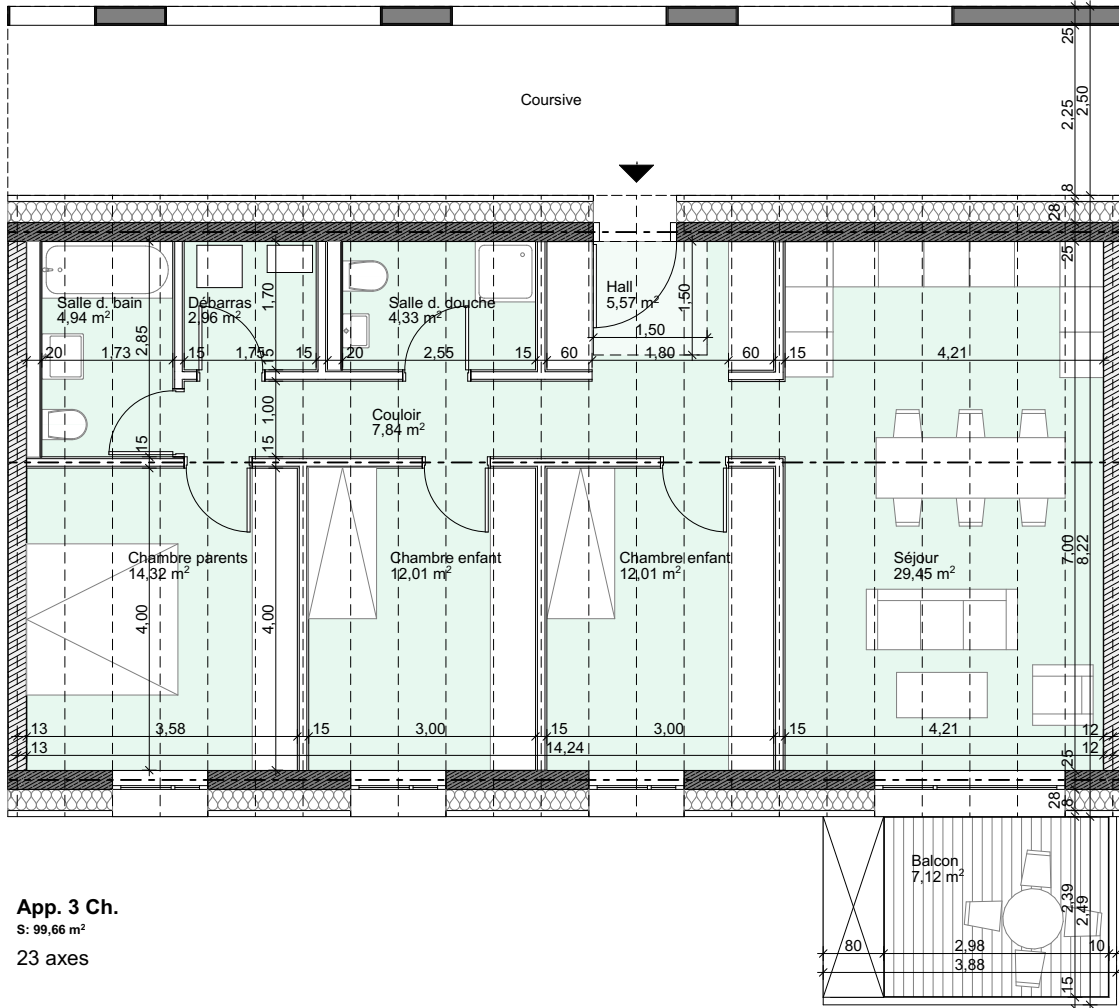 25
2,25
2,50
Coursive
8
28
25
Salle d. bain
4,94 m²
Débarras
2,96 m²
1,70
Salle d. douche
4,33 m²
Hall
5,57 m²
1,50
1,50
20
1,73
2,85
15
1,75
15
15
20
2,55
15
60
1,80
60
15
4,21
Couloir
7,84 m²
1,00
15
15
Chambre parents
14,32 m²
Chambre enfant
12,01 m²
Chambre enfant
12,01 m²
Séjour
29,45 m²
7,00
8,22
4,00
4,00
13
3,58
15
3,00
15
3,00
15
4,21
12
13
14,24
12
25
28
8
Balcon
7,12 m²
2,39
2,49
80
2,98
10
3,88
15
App. 3 Ch.
S: 99,66 m²
23 axes